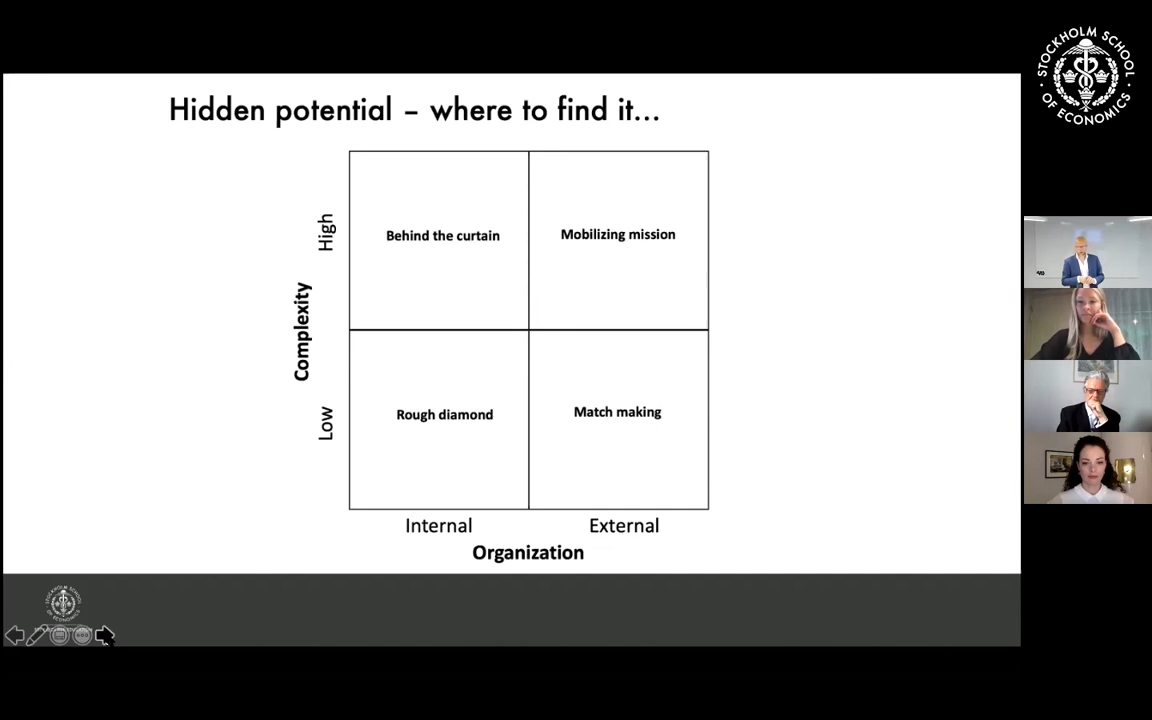 STOCKHOLM SCHOOL
OF ECONOMICS
Hidden potential – where to find it...
High
Behind the curtain
Mobilizing mission
Complexity
Low
Rough diamond
Match making
Internal
External
Organization